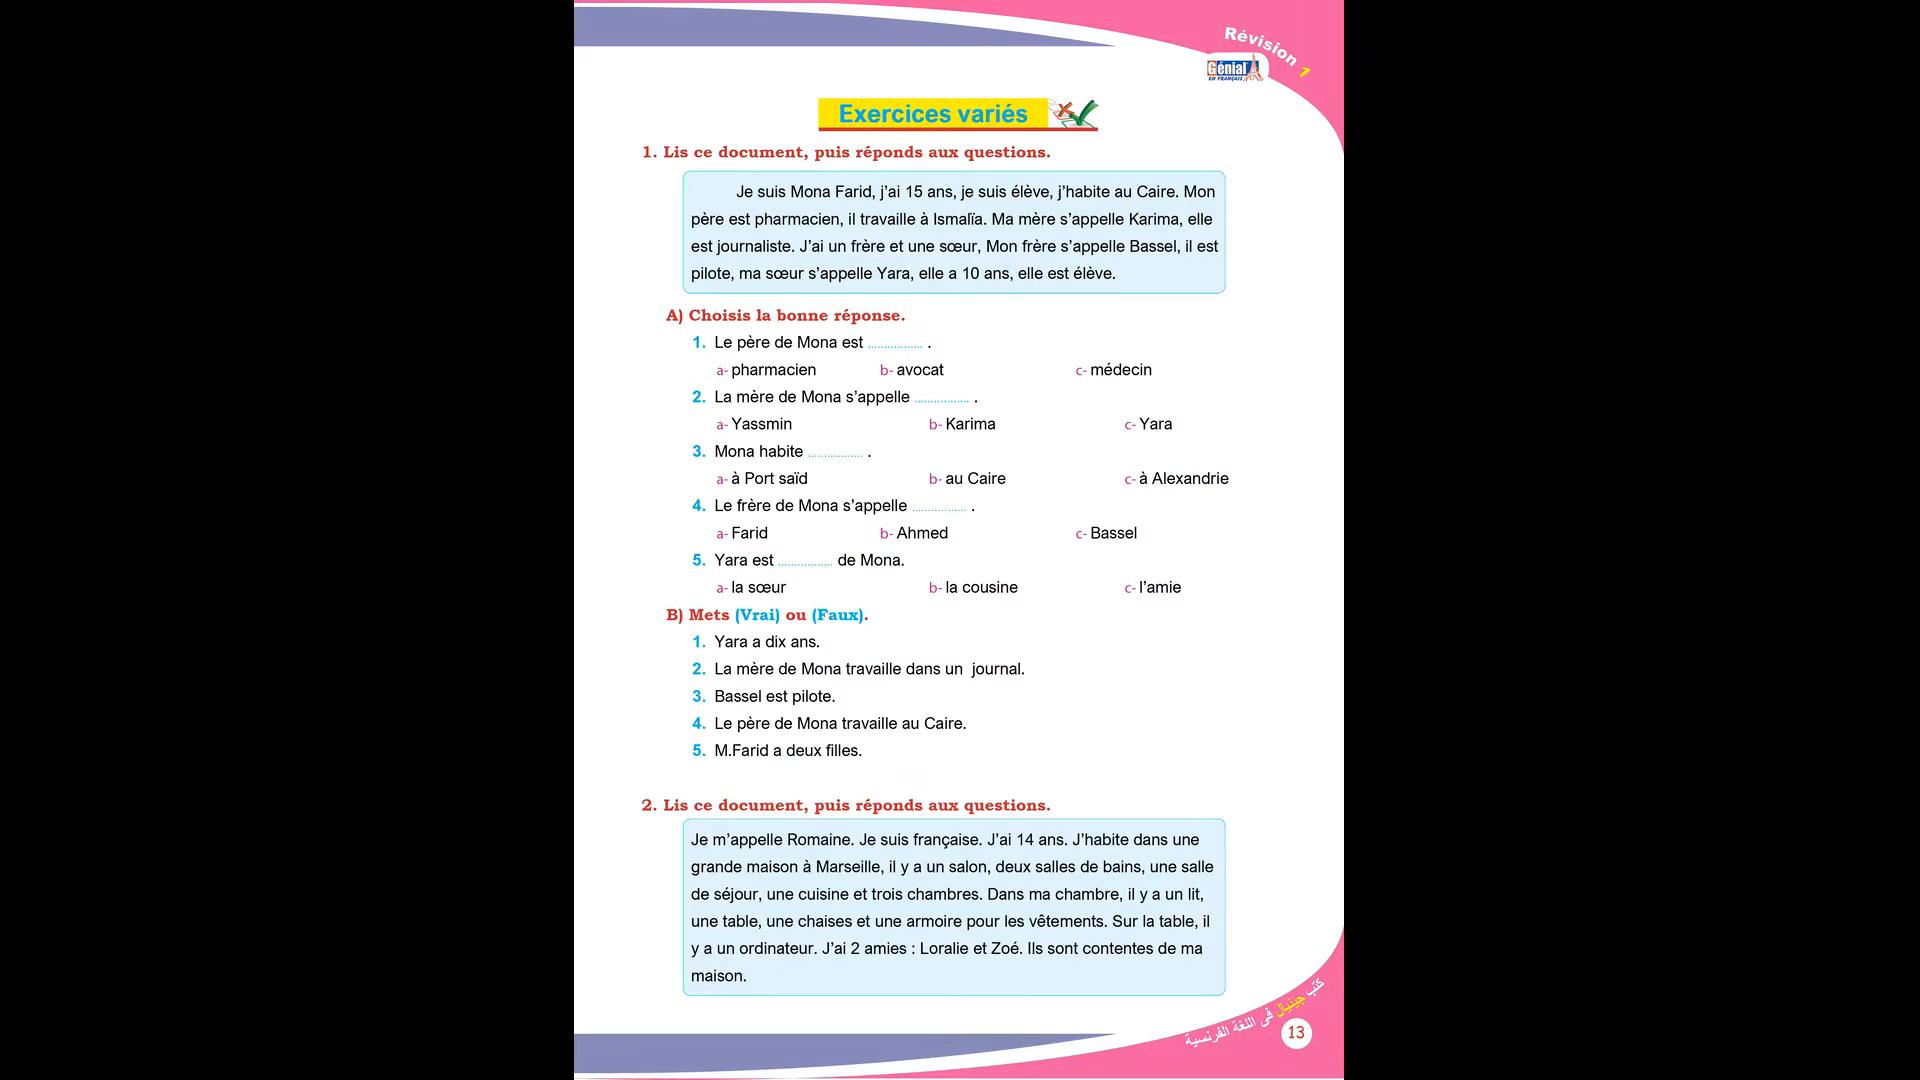 Révision 1
Génial
EN FRANÇAIS
Exercices variés
1. Lis ce document, puis réponds aux questions.
Je suis Mona Farid, j’ai 15 ans, je suis élève, j’habite au Caire. Mon
père est pharmacien, il travaille à Ismalïa. Ma mère s’appelle Karima, elle
est journaliste. J’ai un frère et une sœur, Mon frère s’appelle Bassel, il est
pilote, ma sœur s’appelle Yara, elle a 10 ans, elle est élève.
A) Choisis la bonne réponse.
1. Le père de Mona est ................. .
a- pharmacien b- avocat c- médecin
2. La mère de Mona s’appelle ................. .
a- Yassmin b- Karima c- Yara
3. Mona habite ................. .
a- à Port saïd b- au Caire c- à Alexandrie
4. Le frère de Mona s’appelle ................. .
a- Farid b- Ahmed c- Bassel
5. Yara est ................. de Mona.
a- la sœur b- la cousine c- l’amie
B) Mets (Vrai) ou (Faux).
1. Yara a dix ans.
2. La mère de Mona travaille dans un journal.
3. Bassel est pilote.
4. Le père de Mona travaille au Caire.
5. M.Farid a deux filles.
2. Lis ce document, puis réponds aux questions.
Je m’appelle Romaine. Je suis française. J’ai 14 ans. J’habite dans une
grande maison à Marseille, il y a un salon, deux salles de bains, une salle
de séjour, une cuisine et trois chambres. Dans ma chambre, il y a un lit,
une table, une chaises et une armoire pour les vêtements. Sur la table, il
y a un ordinateur. J’ai 2 amies : Loralie et Zoé. Ils sont contentes de ma
maison.
كتب جينيال فى اللغة الفرنسية
13